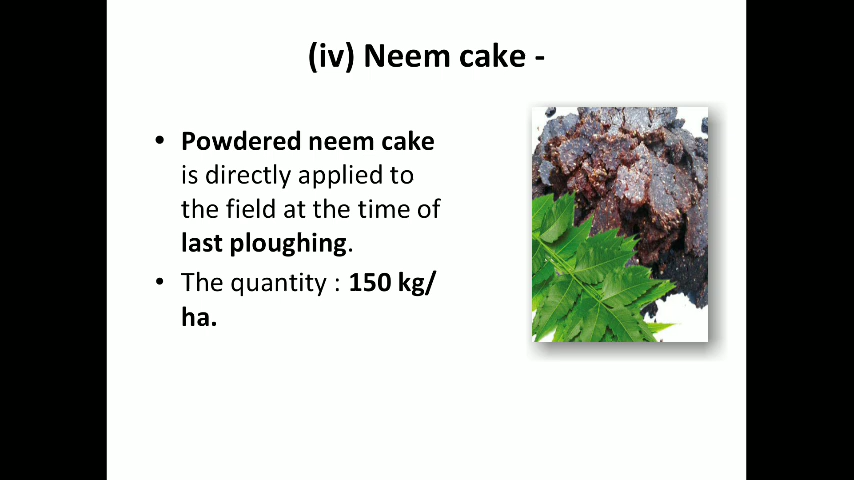 (iv) Neem cake -
• Powdered neem cake
is directly applied to
the field at the time of
last ploughing.
• The quantity : 150 kg/
ha.